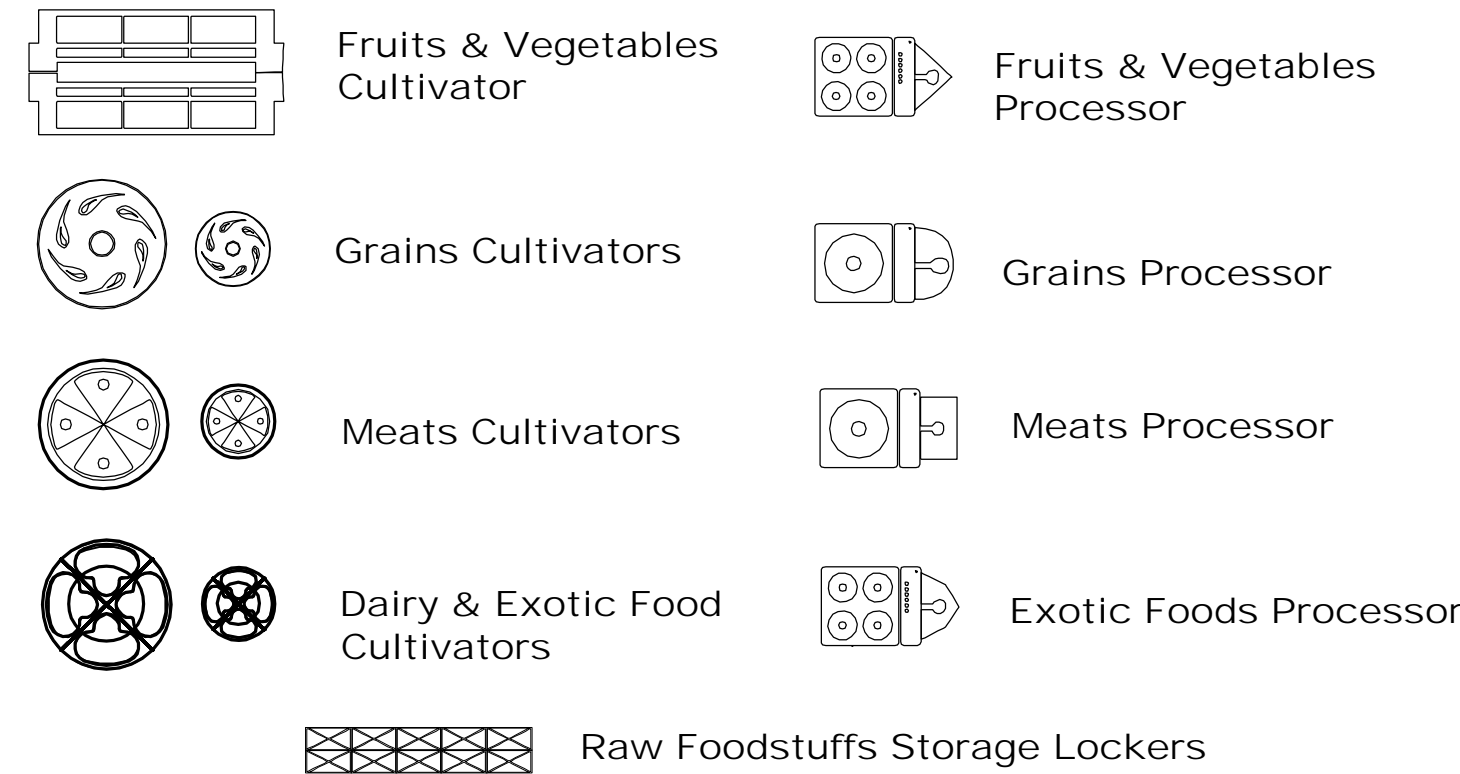 Fruits & Vegetables
Cultivator
Fruits & Vegetables
Processor
Grains Cultivators
Grains Processor
Meats Cultivators
Meats Processor
Dairy & Exotic Food
Cultivators
Exotic Foods Processor
Raw Foodstuffs Storage Lockers